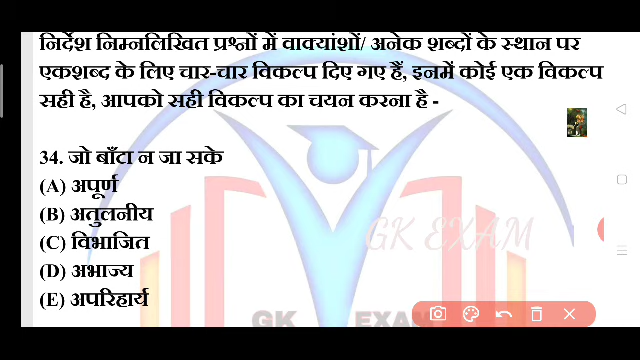 निर्देश निम्नलिखित प्रश्नों में वाक्यांशों/ अनेक शब्दों के स्थान पर
एकशब्द के लिए चार-चार विकल्प दिए गए हैं, इनमें कोई एक विकल्प
सही है, आपको सही विकल्प का चयन करना है -
34. जो बाँटा न जा सके
(A) अपूर्ण
(B) अतुलनीय
(C) विभाजित
(D) अभाज्य
(E) अपरिहार्य
GK EXAM
GK EXAM